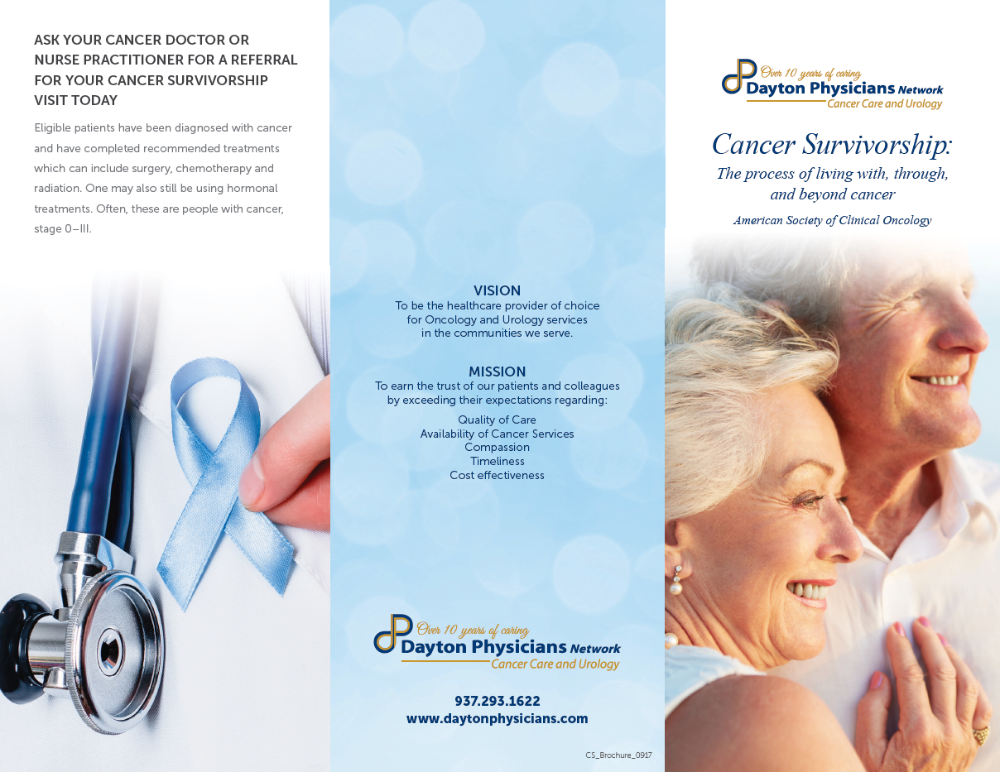 ASK YOUR CANCER DOCTOR OR
NURSE PRACTITIONER FOR A REFERRAL
FOR YOUR CANCER SURVIVORSHIP
VISIT TODAY
Eligible patients have been diagnosed with cancer
and have completed recommended treatments
which can include surgery, chemotherapy and
radiation. One may also still be using hormonal
treatments. Often, these are people with cancer,
stage 0–III.
VISION
To be the healthcare provider of choice
for Oncology and Urology services
in the communities we serve.
MISSION
To earn the trust of our patients and colleagues
by exceeding their expectations regarding:
Quality of Care
Availability of Cancer Services
Compassion
Timeliness
Cost effectiveness
Over 10 years of caring
Dayton Physicians Network
Cancer Care and Urology
937.293.1622
www.daytonphysicians.com
CS_Brochure_0917
Over 10 years of caring
Dayton Physicians Network
Cancer Care and Urology
Cancer Survivorship:
The process of living with, through,
and beyond cancer
American Society of Clinical Oncology